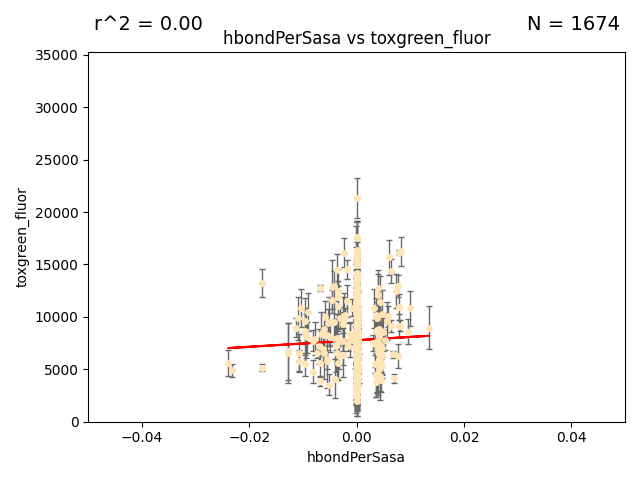 r^2 = 0.00
N = 1674
hbondPerSasa vs toxgreen_fluor
35000
30000
25000
20000
15000
10000
5000
0
toxgreen_fluor
−0.04
−0.02
0.00
0.02
0.04
hbondPerSasa